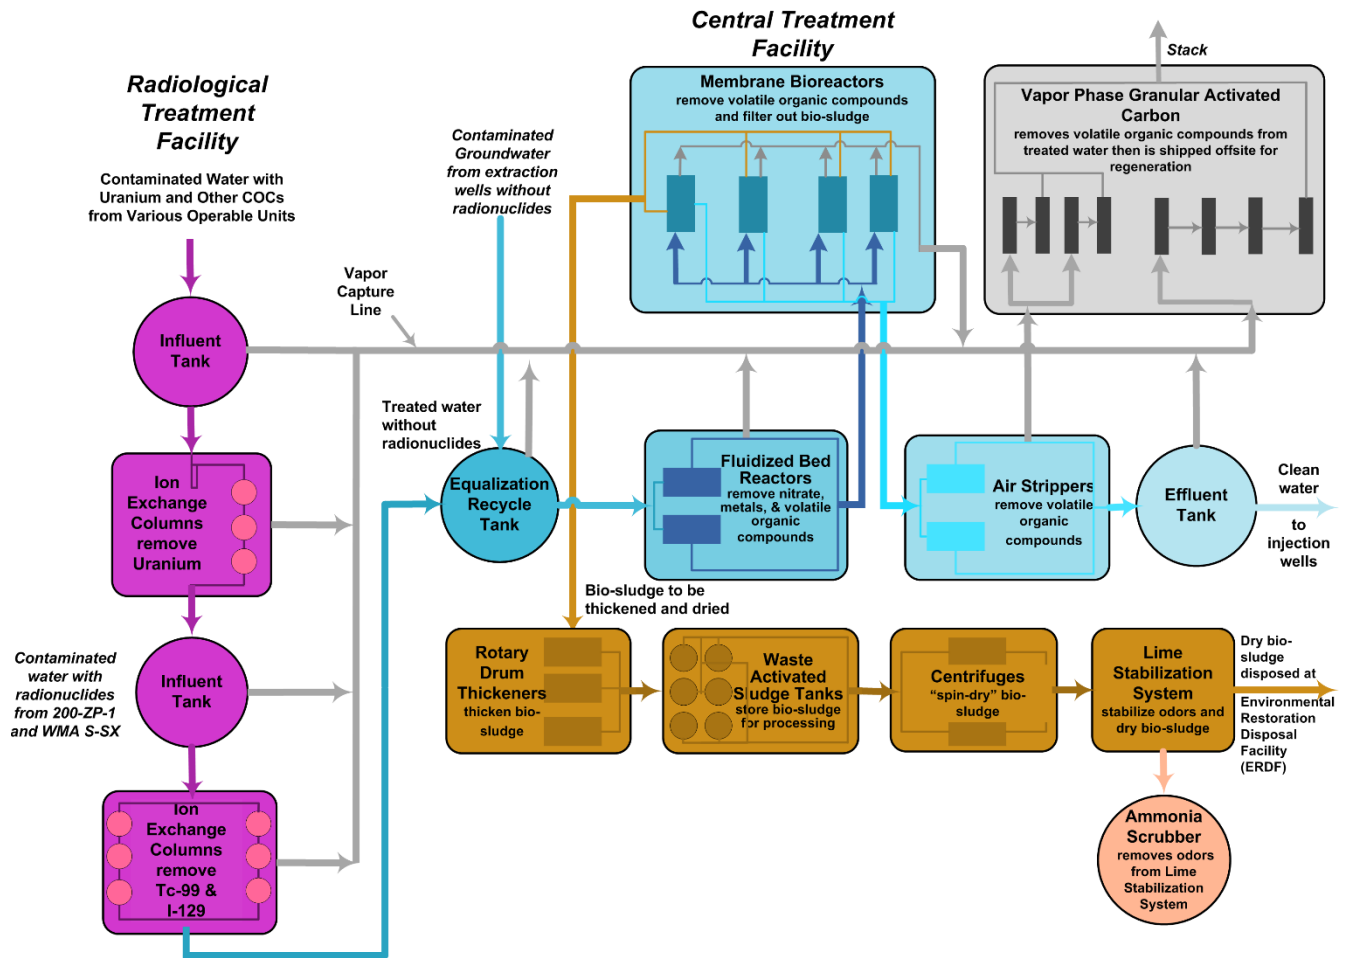 Central Treatment
Facility
Stack
Radiological
Treatment
Facility
Membrane Bioreactors
remove volatile organic compounds
and filter out bio-sludge
Vapor Phase Granular Activated
Carbon
removes volatile organic compounds from
treated water then is shipped offsite for
regeneration
Contaminated
Groundwater
from extraction
wells without
radionuclides
Contaminated Water with
Uranium and Other COCs
from Various Operable Units
Vapor
Capture
Line
Influent
Tank
Treated water
without
radionuclides
Ion
Exchange
Columns
remove
Uranium
Equalization
Recycle
Tank
Fluidized Bed
Reactors
remove nitrate,
metals, & volatile
organic
compounds
Air Strippers
remove volatile
organic
compounds
Effluent
Tank
Clean
water
to
injection
wells
Bio-sludge to be
thickened and dried
Contaminated
water with
radionuclides
from 200-ZP-1
and WMA S-SX
Influent
Tank
Rotary
Drum
Thickeners
thicken bio-
sludge
Waste
Activated
Sludge Tanks
store bio-sludge
for processing
Centrifuges
“spin-dry” bio-
sludge
Lime
Stabilization
System
stabilize odors and
dry bio-sludge
Dry bio-
sludge
disposed at
Environmental
Restoration
Disposal
Facility
(ERDF)
Ion
Exchange
Columns
remove
Tc-99 &
I-129
Ammonia
Scrubber
removes odors
from Lime
Stabilization
System